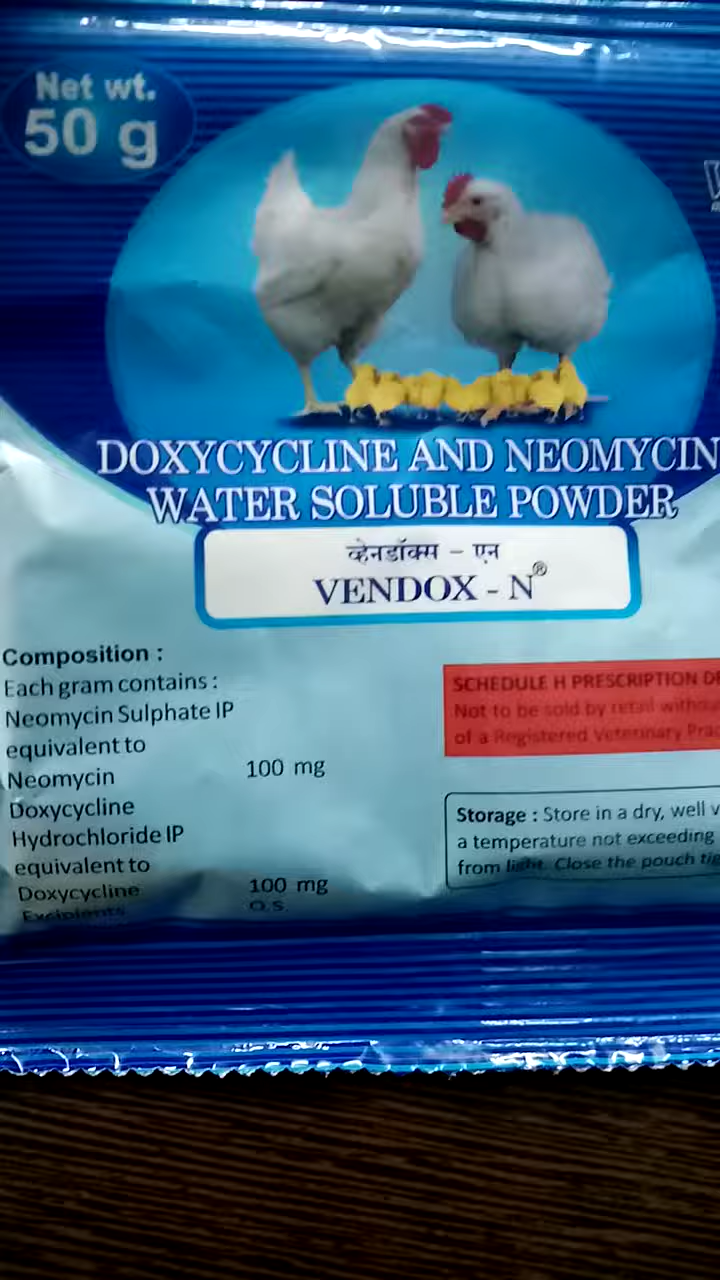 Net wt.
50 g
DOXYCYCLINE AND NEOMYCIN
WATER SOLUBLE POWDER
व्हेनडॉक्स – एन
VENDOX - N®
Composition :
Each gram contains :
Neomycin Sulphate IP
equivalent to
Neomycin 100 mg
Doxycycline
Hydrochloride IP
equivalent to
Doxycycline 100 mg
Excipients Q.S.
SCHEDULE H PRESCRIPTION
Not to be sold by retail
of a Registered Veterinary
Storage : Store in a dry, well
a temperature not exceeding
from light. Close the pouch